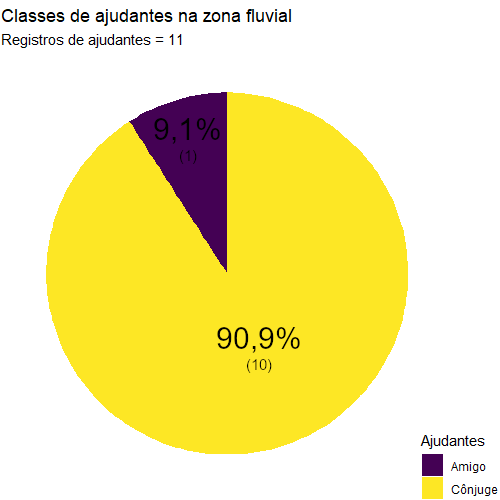 Classes de ajudantes na zona fluvial
Registros de ajudantes = 11
9,1%
(1)
90,9%
(10)
Ajudantes
Amigo
Cônjuge